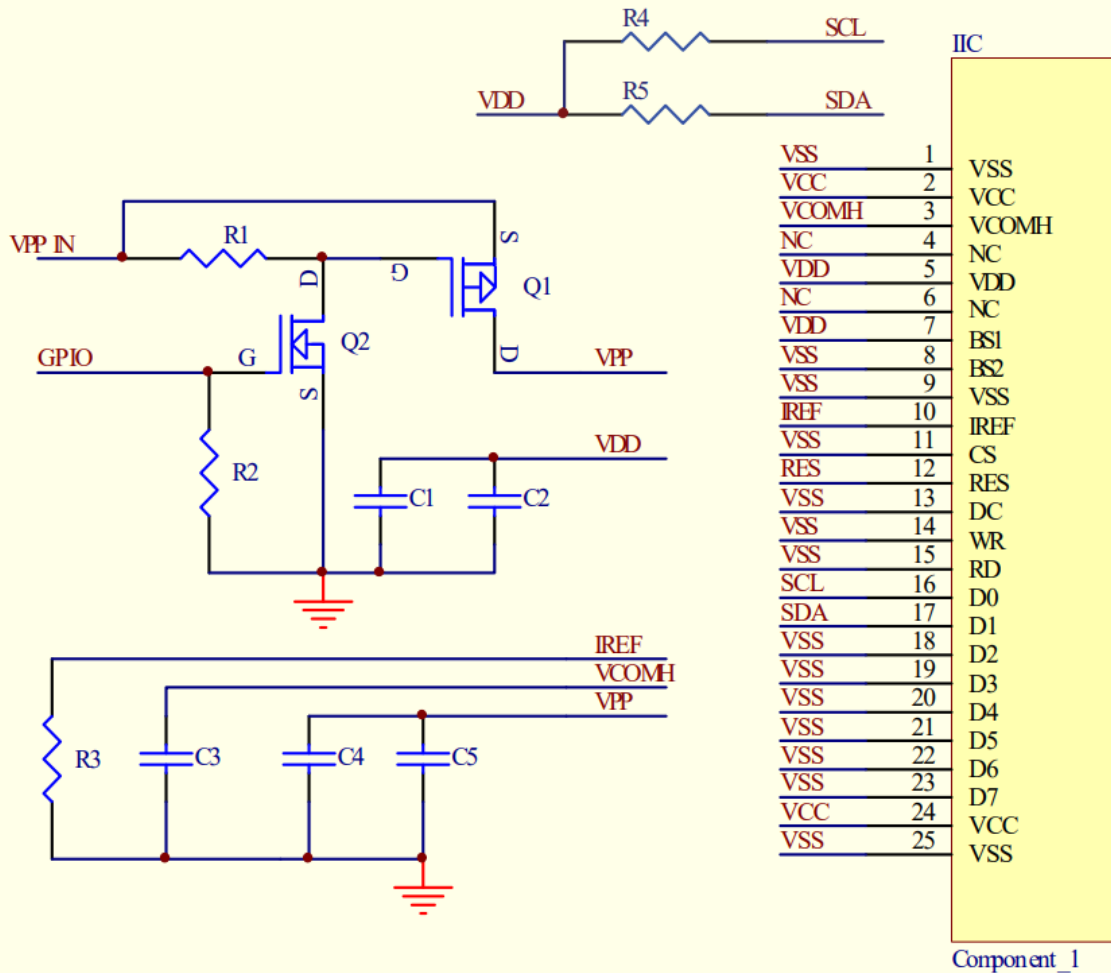 R4
SCL
IIC
VDD
R5
SDA
VSS 1 VSS
VCC 2 VCC
VCOMH 3 VCOMH
NC 4 NC
VDD 5 VDD
NC 6 NC
VDD 7 BS1
VSS 8 BS2
VSS 9 VSS
IREF 10 IREF
VSS 11 CS
RES 12 RES
VSS 13 DC
VSS 14 WR
VSS 15 RD
SCL 16 D0
SDA 17 D1
VSS 18 D2
VSS 19 D3
VSS 20 D4
VSS 21 D5
VSS 22 D6
VSS 23 D7
VCC 24 VCC
VSS 25 VSS
Component_1
VPP IN
R1
S
D
G
Q1
GPIO
G
Q2
D
VPP
S
R2
VDD
C1
C2
IREF
VCOMH
VPP
R3
C3
C4
C5